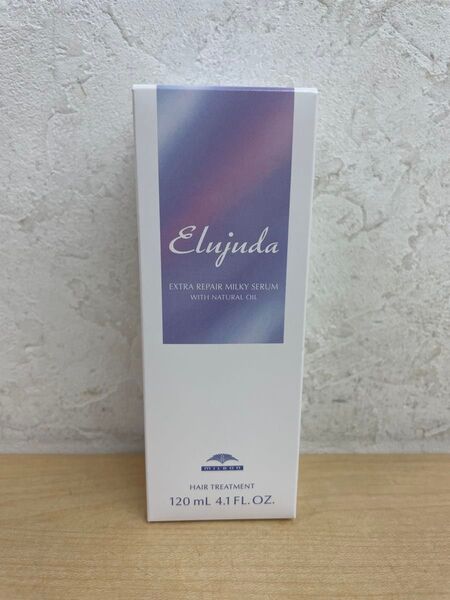 Elujuda
EXTRA REPAIR MILKY SERUM
WITH NATURAL OIL
milbon
HAIR TREATMENT
120 mL 4.1 FL.OZ.